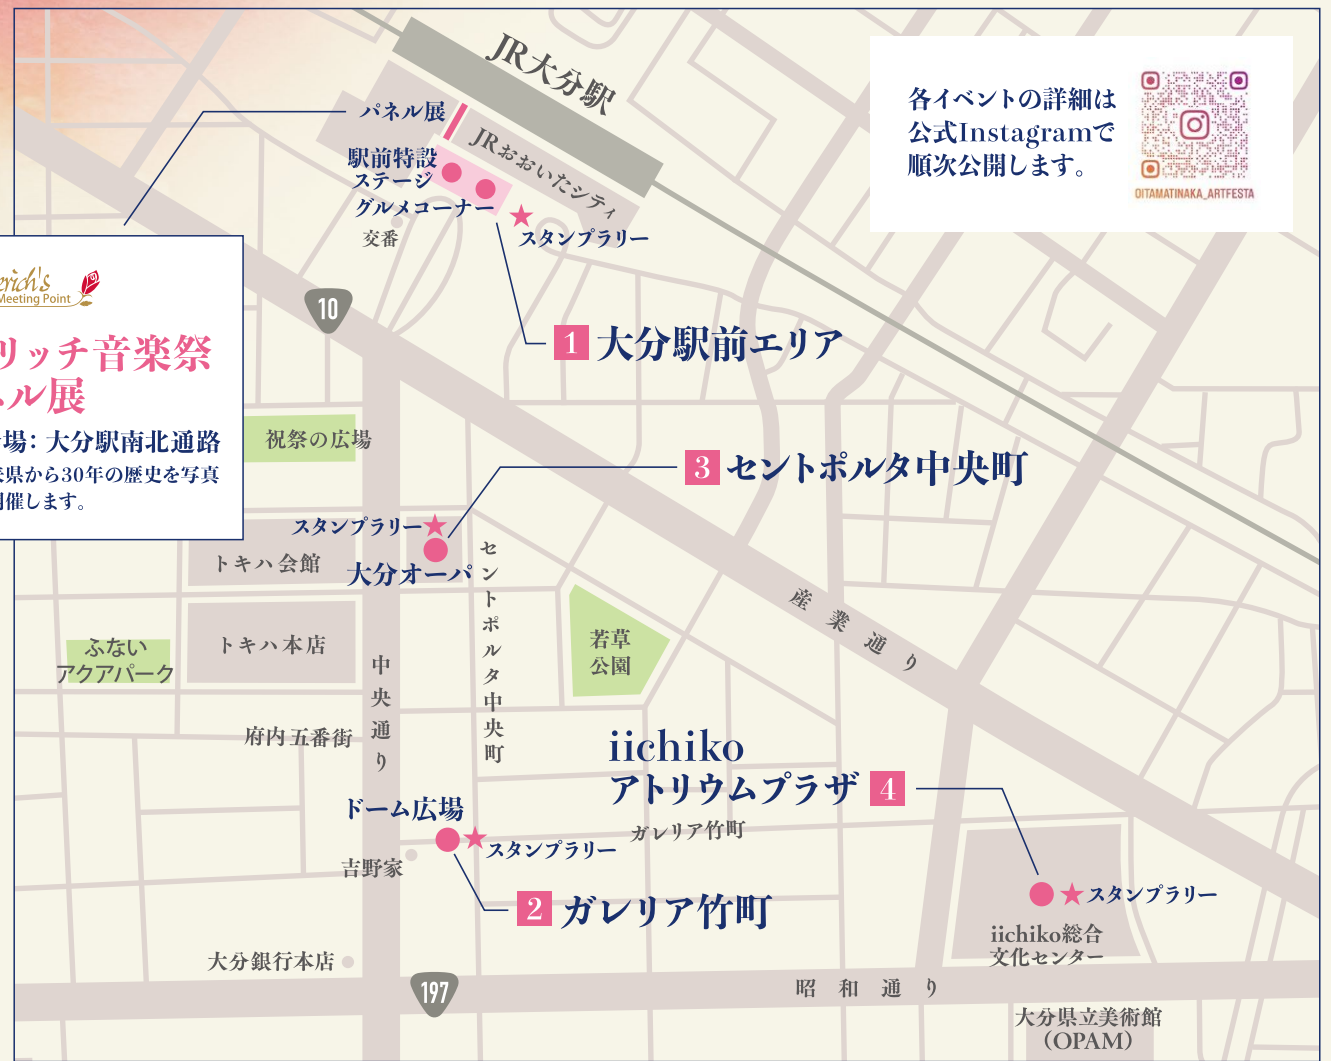 JR大分駅
パネル展
JRおおいたシティ
駅前特設
ステージ
グルメコーナー
交番
スタンプラリー
各イベントの詳細は
公式Instagramで
順次公開します。
OITAMATINAKA_ARTFESTA
Meeting Point
リッチ音楽祭
ル展
場：大分駅南北通路
県から30年の歴史を写真
開催します。
10
1 大分駅前エリア
祝祭の広場
3 セントポルタ中央町
スタンプラリー
大分オーパ
トキハ会館
トキハ本店
ふない
アクアパーク
セントポルタ中央町
若草
公園
産業通り
中央通り
府内五番街
iichiko
アトリウムプラザ 4
ドーム広場
スタンプラリー
ガレリア竹町
吉野家
2 ガレリア竹町
スタンプラリー
iichiko総合
文化センター
大分銀行本店
197
昭和通り
大分県立美術館
（OPAM）